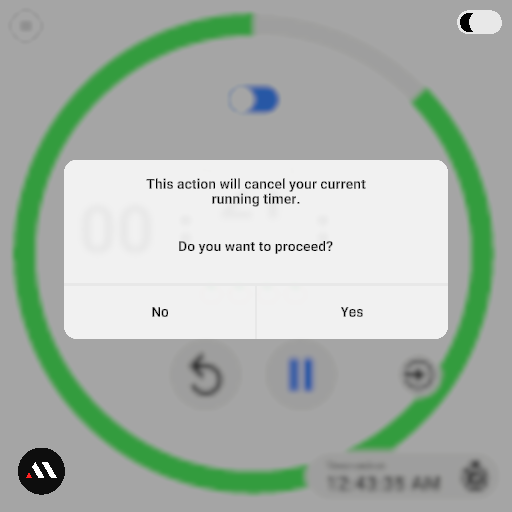 This action will cancel your current
running timer.
Do you want to proceed?
No
Yes
00
12:43:35 AM